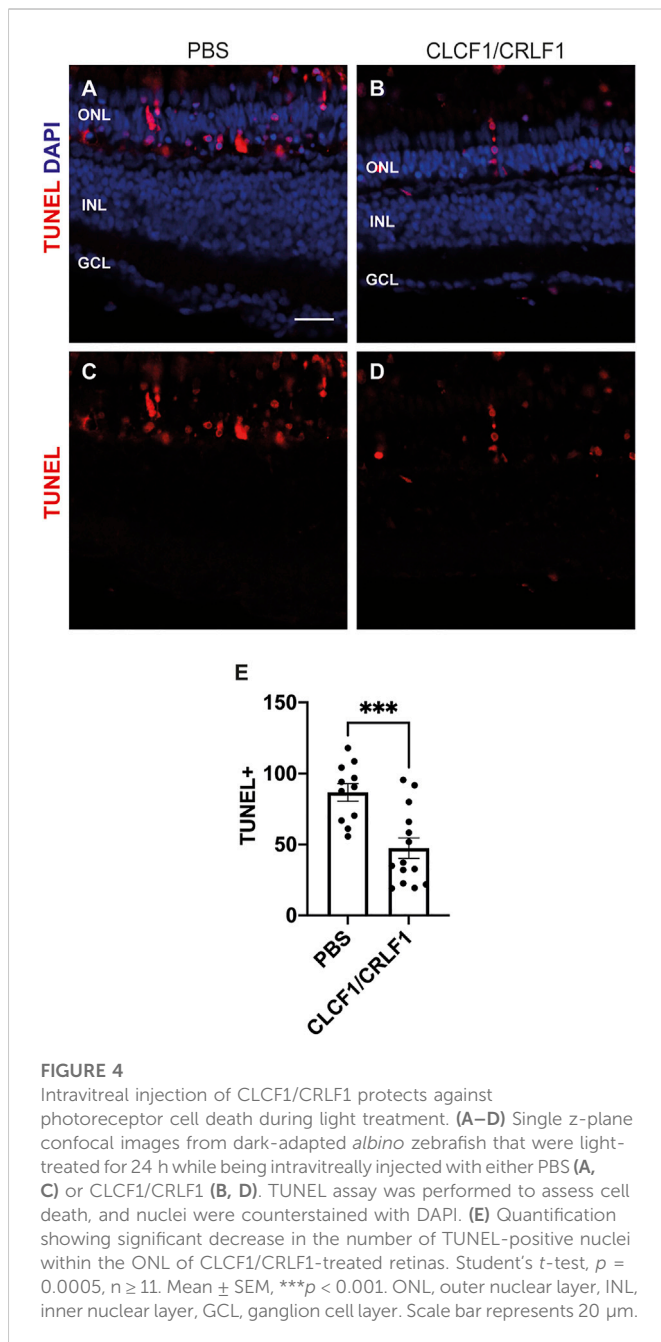 PBS CLCF1/CRLF1
A B
TUNEL DAPI
ONL ONL
INL INL
GCL GCL
C D
TUNEL
E
150
***
100
TUNEL+
50
0
PBS
CLCF1/CRLF1
FIGURE 4
Intravitreal injection of CLCF1/CRLF1 protects against
photoreceptor cell death during light treatment. (A–D) Single z-plane
confocal images from dark-adapted albino zebrafish that were light-
treated for 24 h while being intravitreally injected with either PBS (A,
C) or CLCF1/CRLF1 (B, D). TUNEL assay was performed to assess cell
death, and nuclei were counterstained with DAPI. (E) Quantification
showing significant decrease in the number of TUNEL-positive nuclei
within the ONL of CLCF1/CRLF1-treated retinas. Student's t-test, p =
0.0005, n ≥ 11. Mean ± SEM, ***p < 0.001. ONL, outer nuclear layer, INL,
inner nuclear layer, GCL, ganglion cell layer. Scale bar represents 20 µm.